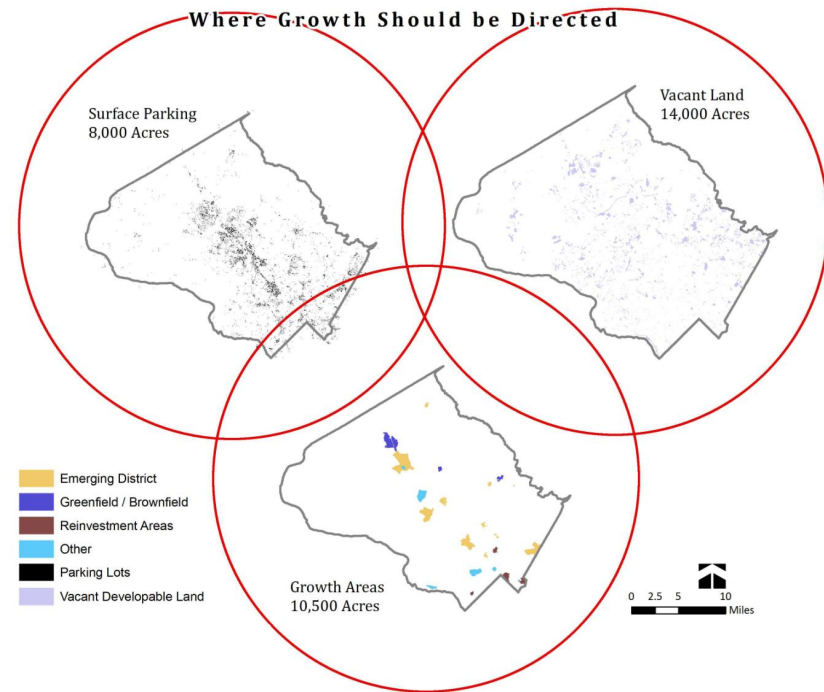 Where Growth Should be Directed
Surface Parking
8,000 Acres
Vacant Land
14,000 Acres
Emerging District
Greenfield / Brownfield
Reinvestment Areas
Other
Parking Lots
Vacant Developable Land
Growth Areas
10,500 Acres
0 2.5 5 10
Miles